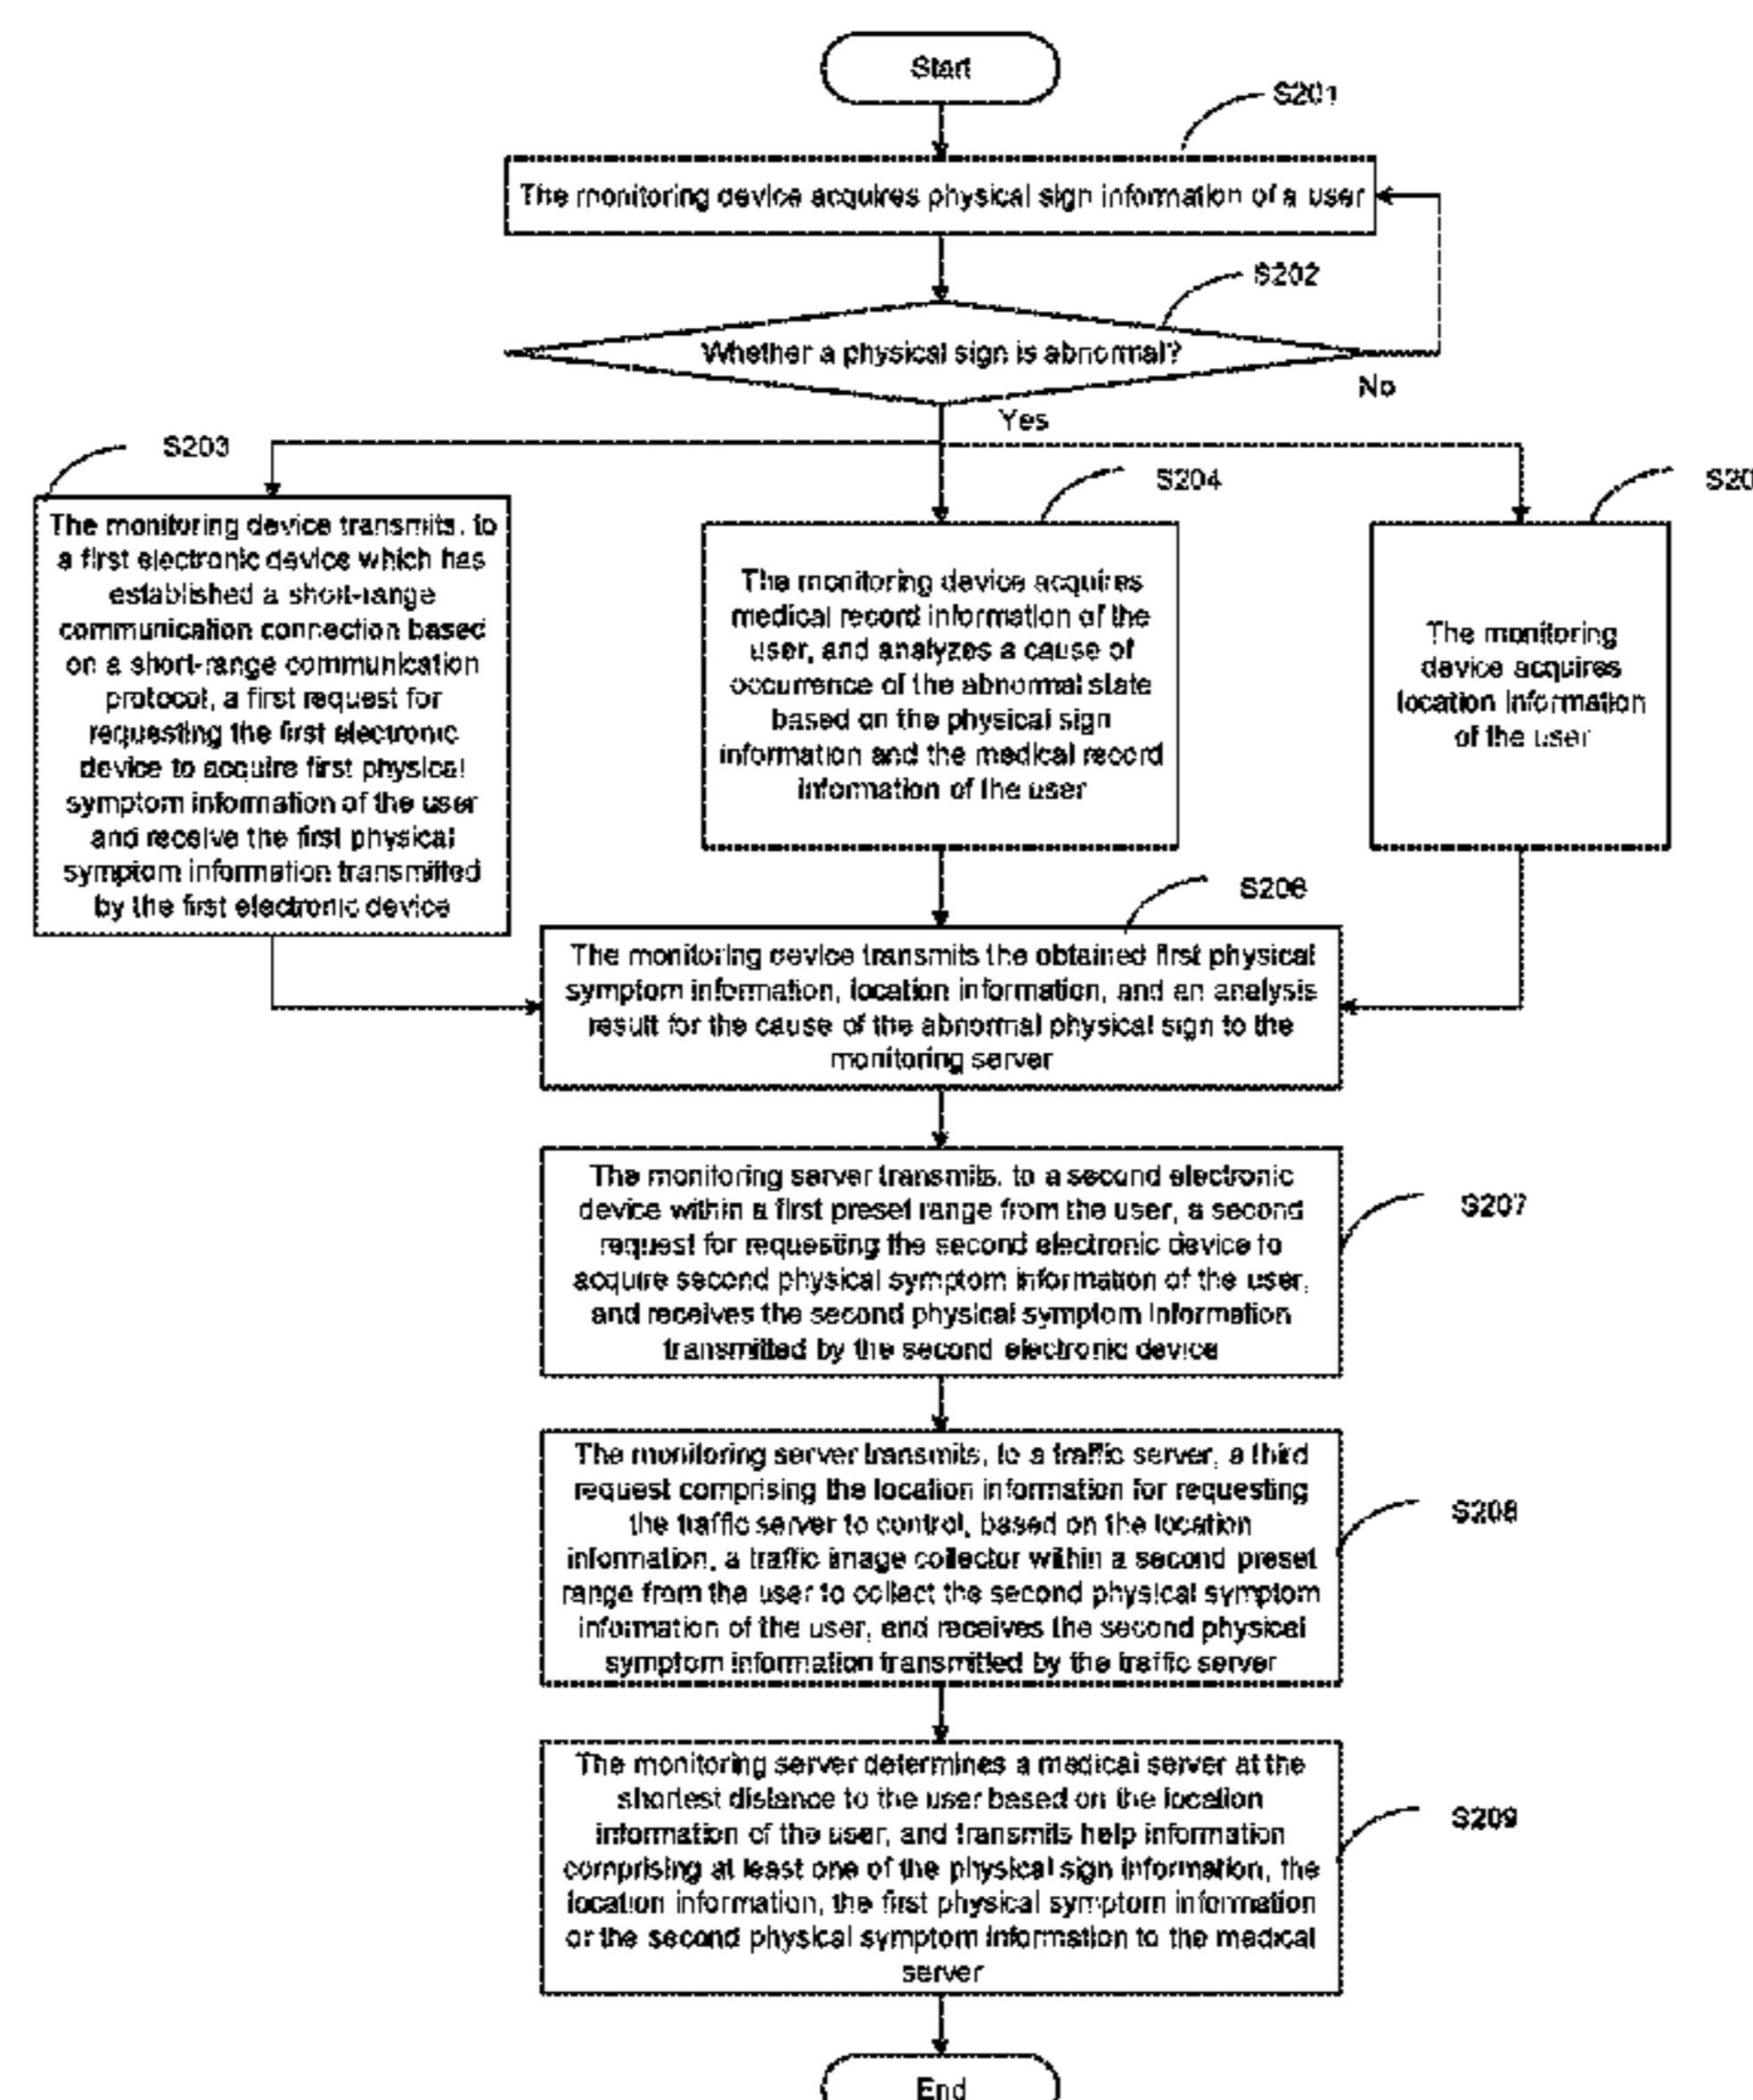 Start
S201
The monitoring device acquires physical sign information of a user
S202
Whether a physical sign is abnormal?
No
Yes
S203
The monitoring device transmits, to
a first electronic device which has
established a short-range
communication connection based
on a short-range communication
protocol, a first request for
requesting the first electronic
device to acquire first physical
symptom information of the user
and receive the first physical
symptom information transmitted
by the first electronic device
S204
The monitoring device acquires
medical record information of the
user, and analyzes a cause of
occurrence of the abnormal state
based on the physical sign
information and the medical record
information of the user
S20
The monitoring
device acquires
location information
of the user
S206
The monitoring device transmits the obtained first physical
symptom information, location information, and an analysis
result for the cause of the abnormal physical sign to the
monitoring server
The monitoring server transmits, to a second electronic
device within a first preset range from the user, a second
request for requesting the second electronic device to
acquire second physical symptom information of the user,
and receives the second physical symptom information
transmitted by the second electronic device
S207
The monitoring server transmits, to a traffic server, a third
request comprising the location information for requesting
the traffic server to control, based on the location
information, a traffic image collector within a second preset
range from the user to collect the second physical symptom
information of the user, and receives the second physical
symptom information transmitted by the traffic server
S208
The monitoring server determines a medical server at the
shortest distance to the user based on the location
information of the user, and transmits help information
comprising at least one of the physical sign information, the
location information, the first physical symptom information
or the second physical symptom information to the medical
server
S209
End